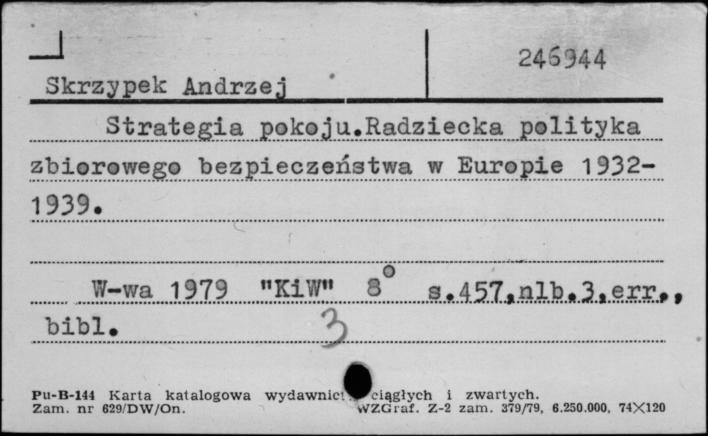 246944
Skrzypek Andrzej
Strategia pokoju.Radziecka polityka
zbiorowego bezpieczeństwa w Europie 1932-
1939.
W-wa 1979 "KiW" 8° s.457,nlb.3,err.,
bibl.
3
Pu-B-144 Karta katalogowa wydawnict ciągłych i zwartych.
Zam. nr 629/DW/On. WZGraf. Z-2 zam. 379/79, 6.250.000, 74×120